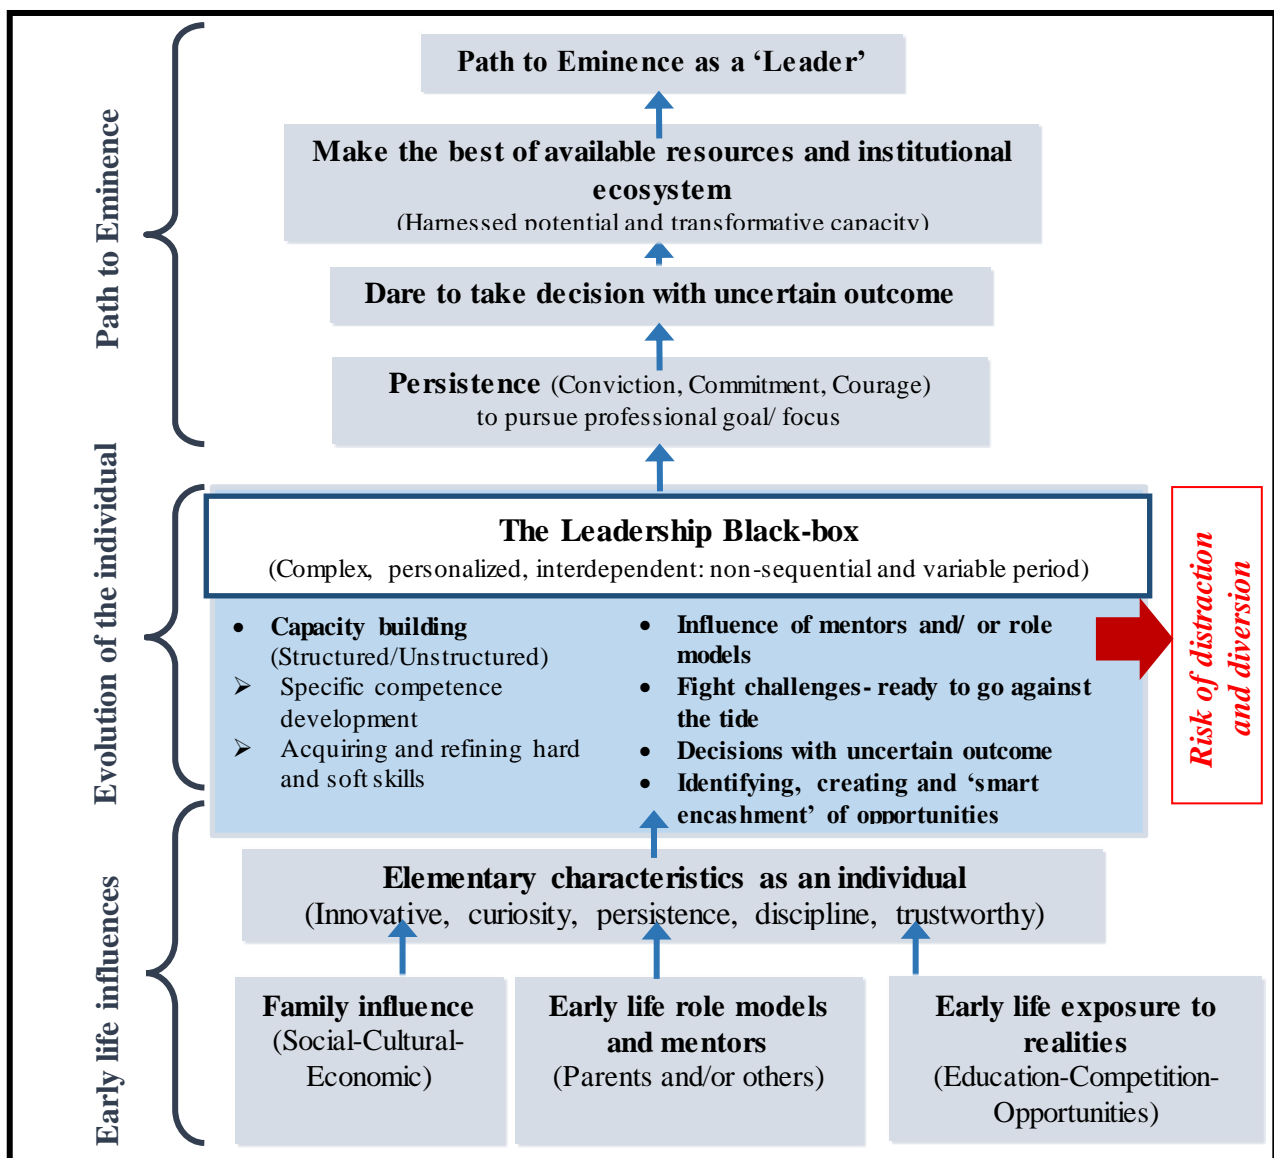 Path to Eminence
Path to Eminence as a ‘Leader’
Make the best of available resources and institutional
ecosystem
(Harnessed potential and transformative capacity)
Dare to take decision with uncertain outcome
Persistence (Conviction, Commitment, Courage)
to pursue professional goal/ focus
Evolution of the individual
The Leadership Black-box
(Complex, personalized, interdependent: non-sequential and variable period)
• Capacity building
(Structured/Unstructured)
➢ Specific competence
development
➢ Acquiring and refining hard
and soft skills
• Influence of mentors and/ or role
models
• Fight challenges- ready to go against
the tide
• Decisions with uncertain outcome
• Identifying, creating and ‘smart
encashment’ of opportunities
Risk of distraction
and diversion
Early life influences
Elementary characteristics as an individual
(Innovative, curiosity, persistence, discipline, trustworthy)
Family influence
(Social-Cultural-
Economic)
Early life role models
and mentors
(Parents and/or others)
Early life exposure to
realities
(Education-Competition-
Opportunities)